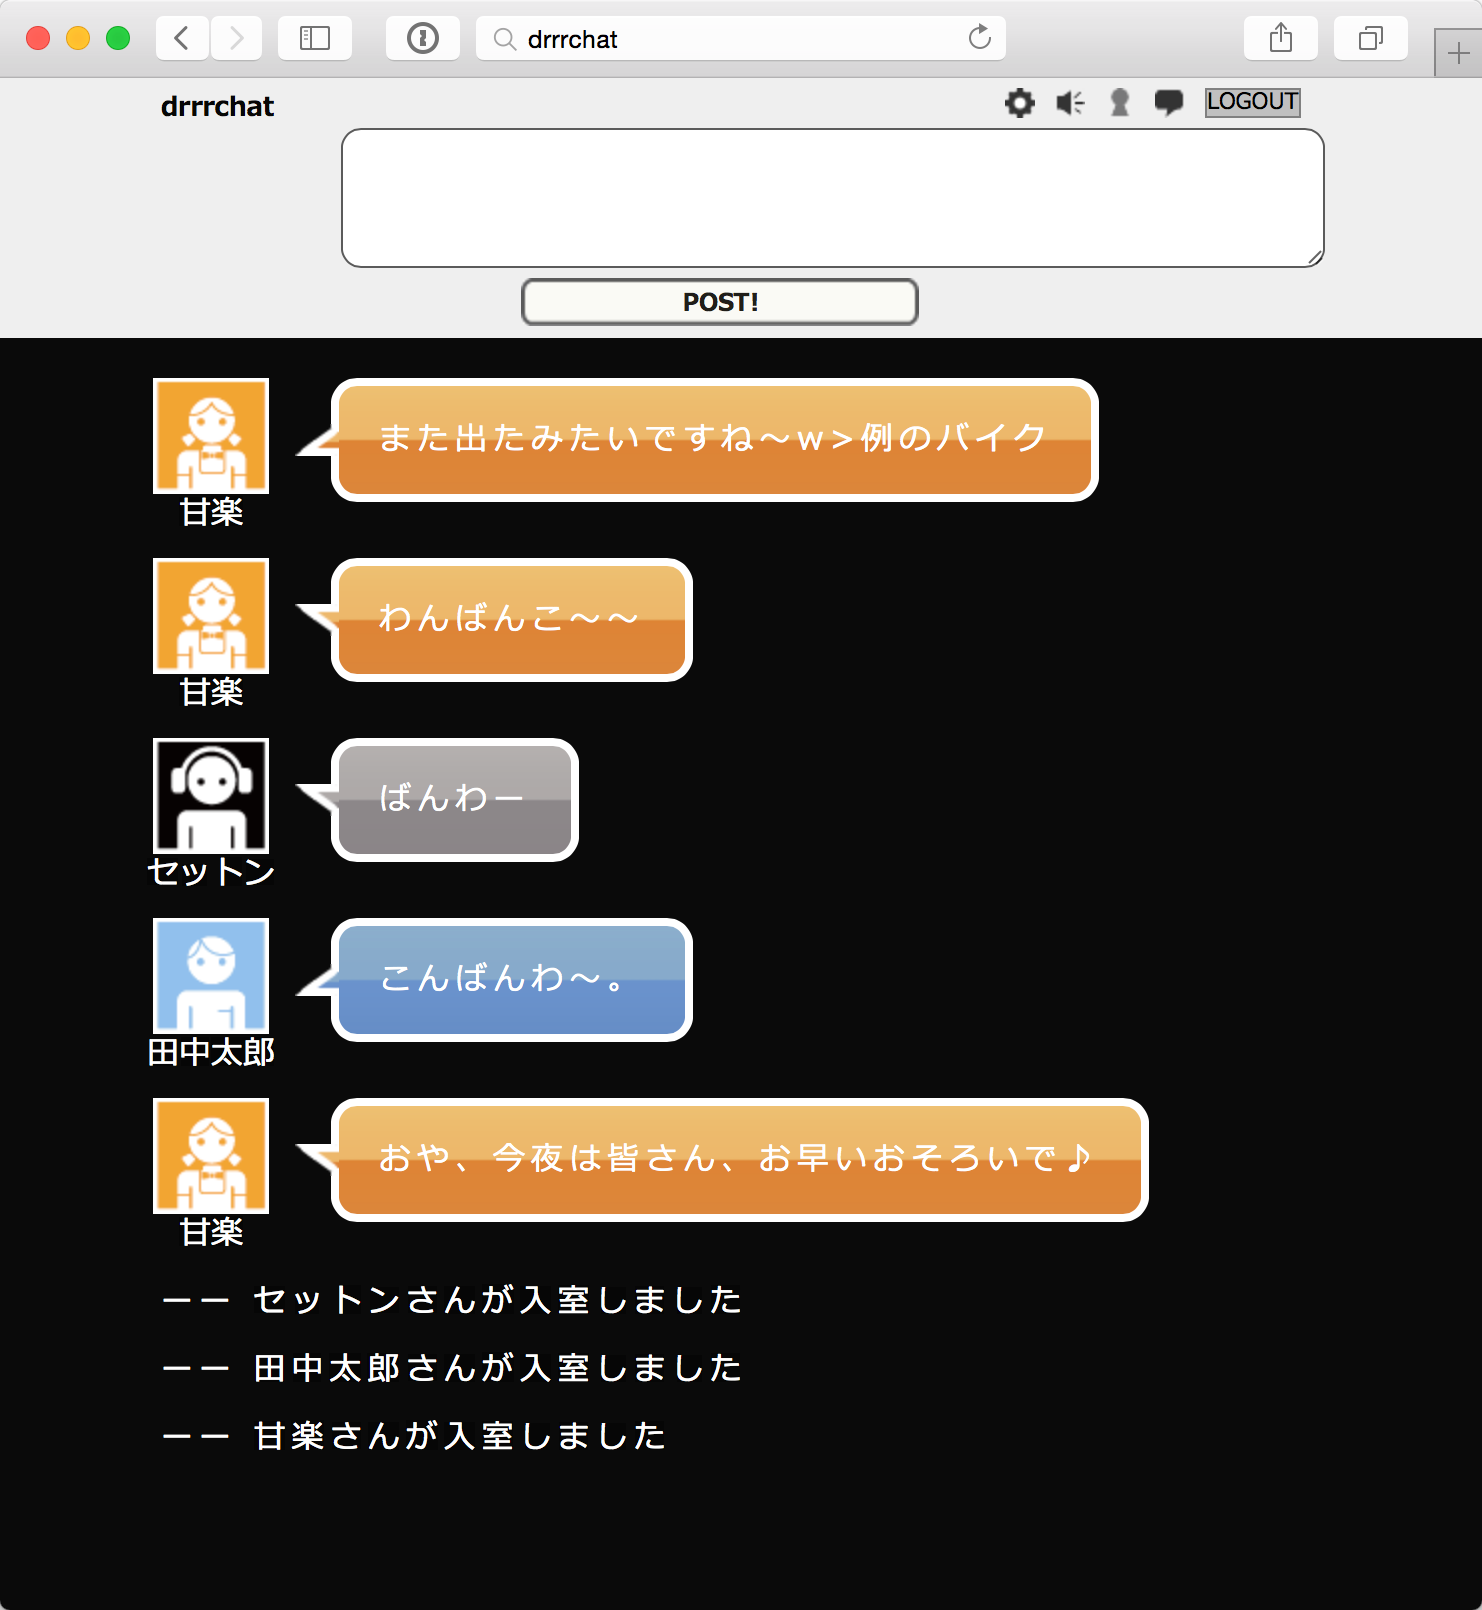 drrrchat
drrrchat
LOGOUT
POST!
また出たみたいですね～w>例のバイク
甘楽
わんばんこ～～
甘楽
ばんわー
セットン
こんばんわ～。
田中太郎
おや、今夜は皆さん、お早いおそろいで♪
甘楽
ーー セットンさんが入室しました
ーー 田中太郎さんが入室しました
ーー 甘楽さんが入室しました